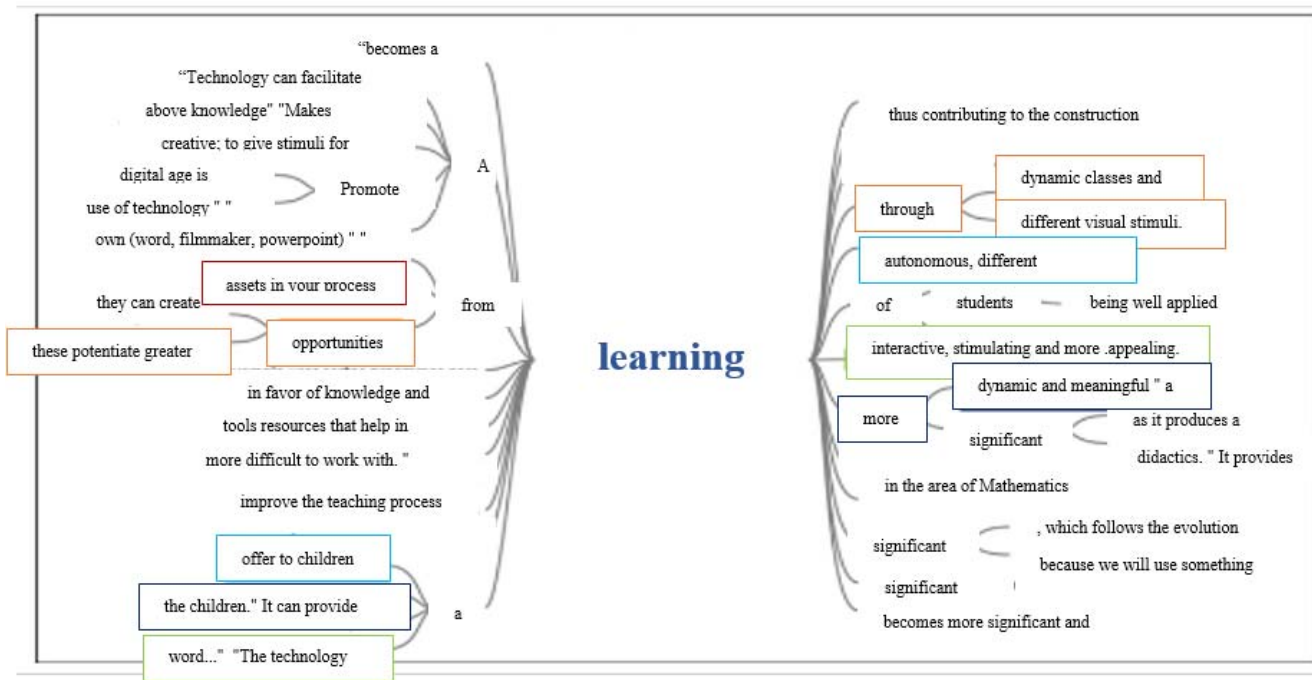 “becomes a
“Technology can facilitate
above knowledge" "Makes
creative; to give stimuli for
A
digital age is
Promote
use of technology " "
own (word, filmmaker, powerpoint) " "
assets in your process
they can create
from
opportunities
these potentiate greater
in favor of knowledge and
tools resources that help in
more difficult to work with. "
improve the teaching process
offer to children
the children." It can provide
a
word..." "The technology
learning
thus contributing to the construction
dynamic classes and
through
different visual stimuli.
autonomous, different
of
students
being well applied
interactive, stimulating and more .appealing.
dynamic and meaningful " a
more
significant
as it produces a
didactics. " It provides
in the area of Mathematics
, which follows the evolution
significant
because we will use something
significant
becomes more significant and